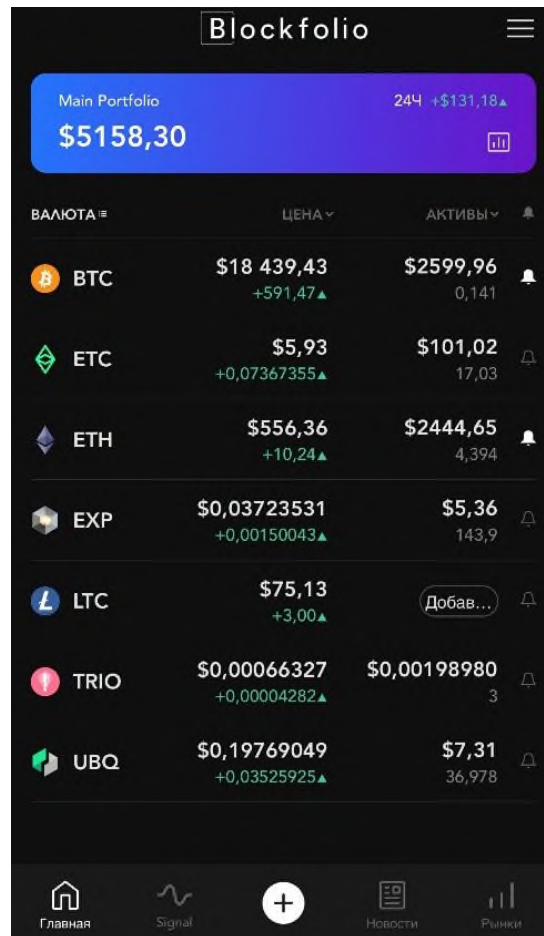 Blockfolio
Main Portfolio
24Ч +$131,18▲
$5158,30
ВАЛЮТА ЦЕНА АКТИВЫ
BTC $18 439,43 $2599,96
+591,47▲ 0,141
ETC $5,93 $101,02
+0,07367355▲ 17,03
ETH $556,36 $2444,65
+10,24▲ 4,394
EXP $0,03723531 $5,36
+0,00150043▲ 143,9
LTC $75,13 Добав...
+3,00▲
TRIO $0,00066327 $0,00198980
+0,00004282▲ 3
UBQ $0,19769049 $7,31
+0,03525925▲ 36,978
Главная Signal Новости Рынки